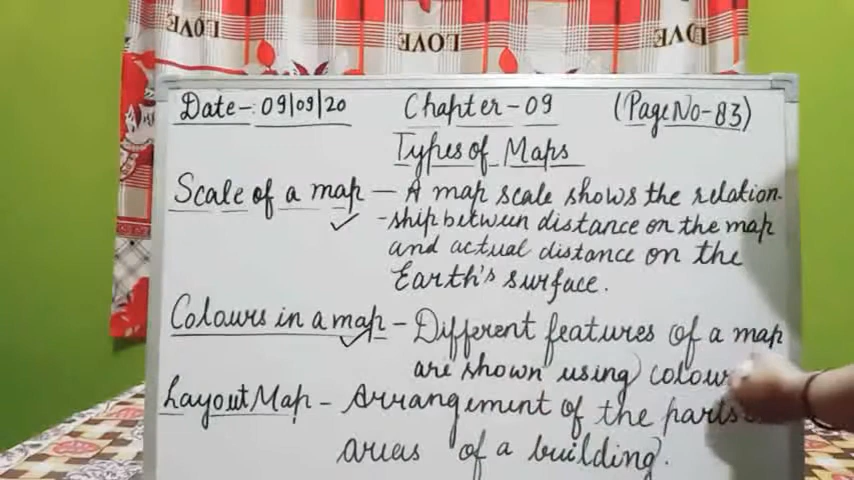 LOVE LOVE LOVE
Date-: 09/09/20 Chapter-09 (Page No-83)
Types of Maps
Scale of a map - A map scale shows the relation-
-ship between distance on the map
and actual distance on the
Earth's surface.
Colours in a map - Different features of a map
are shown using
Layout Map - Arrangement of the parts
areas of a building.